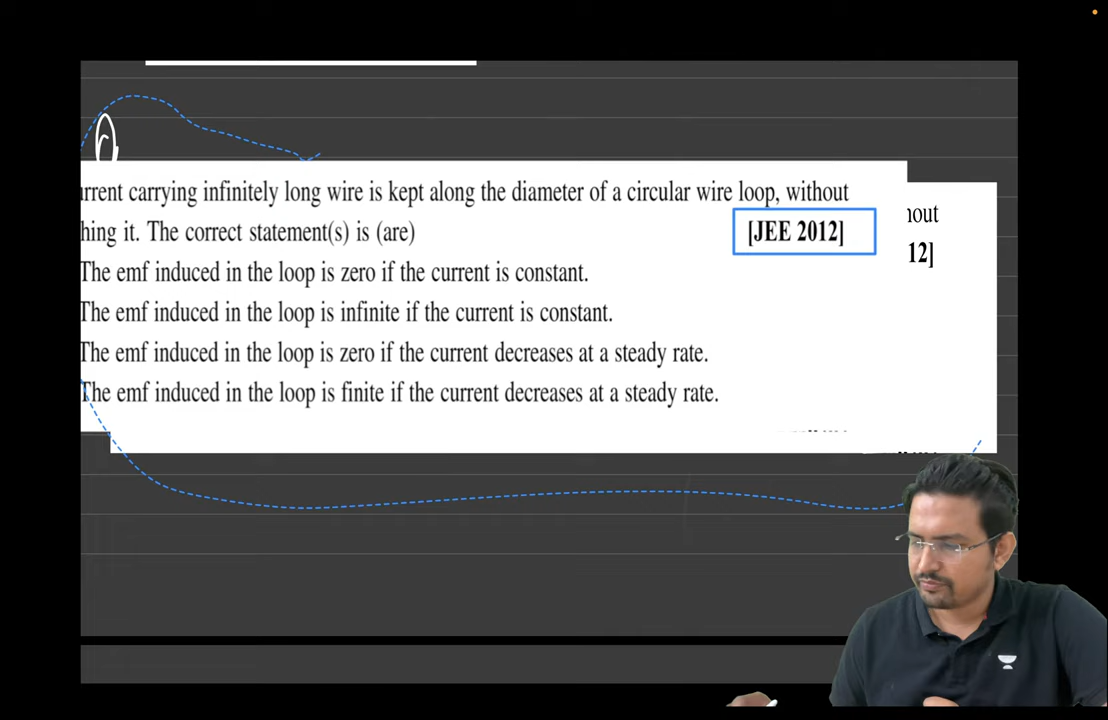 urrent carrying infinitely long wire is kept along the diameter of a circular wire loop, without
hing it. The correct statement(s) is (are)
[JEE 2012]
The emf induced in the loop is zero if the current is constant.
The emf induced in the loop is infinite if the current is constant.
The emf induced in the loop is zero if the current decreases at a steady rate.
The emf induced in the loop is finite if the current decreases at a steady rate.
nout
12]